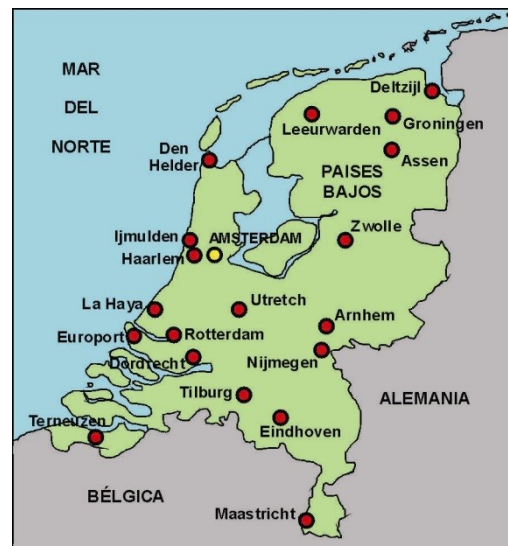 MAR
DEL
NORTE
Deltzijl
Leeurwarden
Groningen
Assen
Den
Helder
PAISES
BAJOS
Ijmulden
AMSTERDAM
Zwolle
Haarlem
La Haya
Utretch
Arnhem
Europort
Rotterdam
Dordrecht
Nijmegen
Tilburg
ALEMANIA
Terneuzen
Eindhoven
BÉLGICA
Maastricht